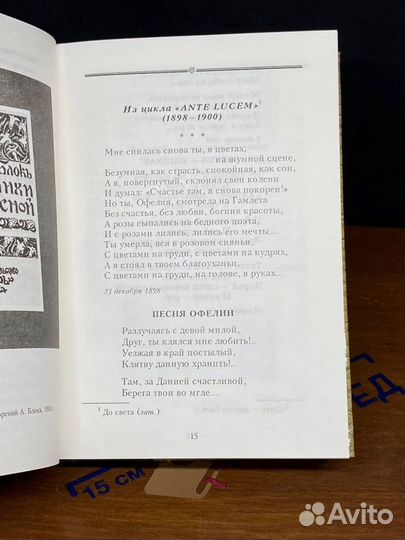 Из цикла «ANTE LUCEM»¹
(1898—1900)
* * *
Мне снилась снова ты, в цветах,
на шумной сцене,
Безумная, как страсть, спокойная, как сон,
А я, повергнутый, склонял свои колени
И думал: «Счастье там, я снова покорен!»
Но ты, Офелия, смотрела на Гамлета
Без счастья, без любви, богиня красоты,
А розы сыпались на бедного поэта,
И с розами лились, лились его мечты...
Ты умерла, вся в розовом сияньи,
С цветами на груди, с цветами на кудрях,
А я стоял в твоем благоуханьи,
С цветами на груди, на голове, в руках...
23 декабря 1898
ПЕСНЯ ОФЕЛИИ
Разлучаясь с девой милой,
Друг, ты клялся мне любить!..
Уезжая в край постылый,
Клятву данную хранить!..
Там, за Данией счастливой,
Берега твои во мгле...
¹ До света (лат.).
15
орений А. Блока. 1905 г.
15 см
ЕД
Avito